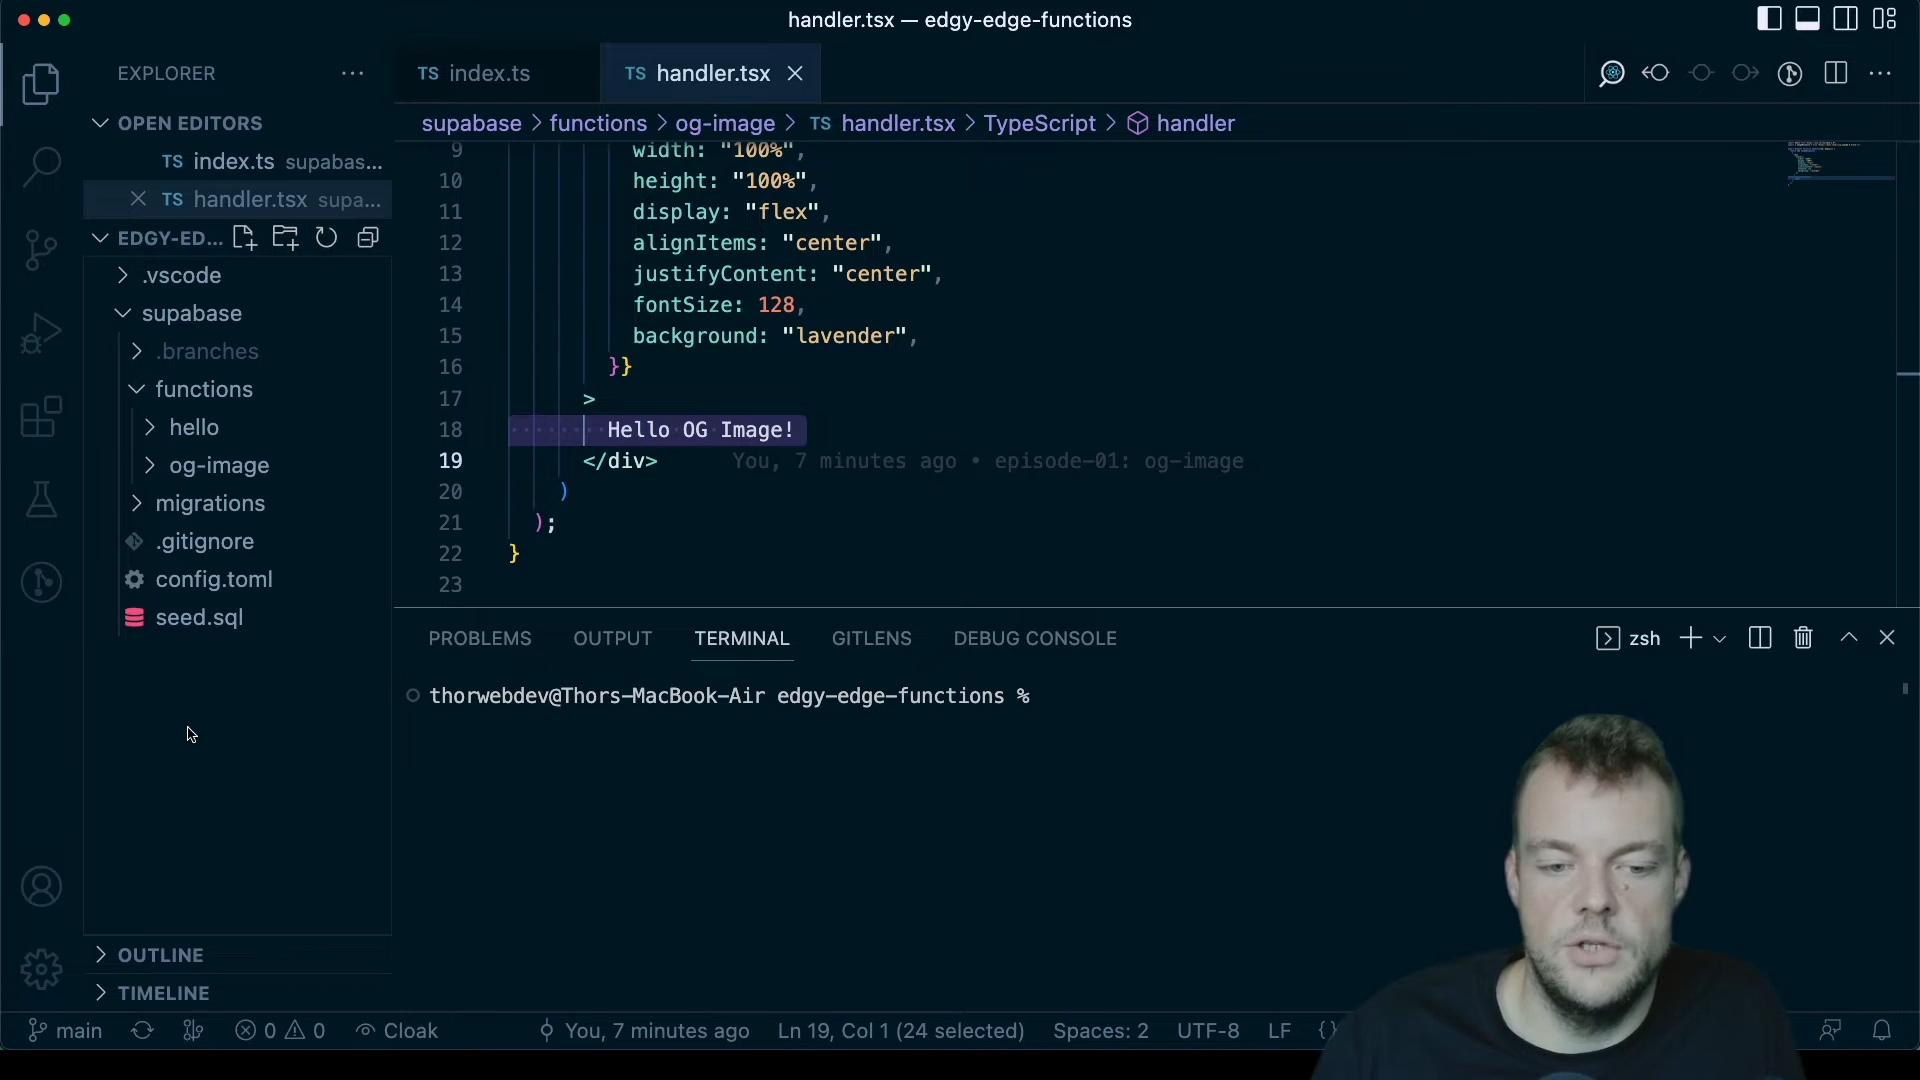 handler.tsx — edgy-edge-functions
EXPLORER
TS index.ts
TS handler.tsx
OPEN EDITORS
supabase > functions > og-image > TS handler.tsx > TypeScript > handler
TS index.ts supabas...
TS handler.tsx supa...
EDGY-ED...
.vscode
supabase
.branches
functions
hello
og-image
migrations
.gitignore
config.toml
seed.sql
OUTLINE
TIMELINE
9 width: "100%",
10 height: "100%",
11 display: "flex",
12 alignItems: "center",
13 justifyContent: "center",
14 fontSize: 128,
15 background: "lavender",
16 }}
17 >
18 Hello OG Image!
19 </div> You, 7 minutes ago • episode-01: og-image
20 )
21 );
22 }
23
PROBLEMS OUTPUT TERMINAL GITLENS DEBUG CONSOLE
zsh
thorwebdev@Thors-MacBook-Air edgy-edge-functions %
main 0 0 Cloak You, 7 minutes ago Ln 19, Col 1 (24 selected) Spaces: 2 UTF-8 LF {